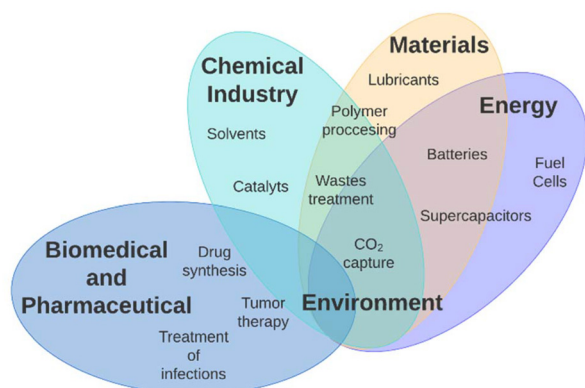 Materials
Chemical
Industry
Lubricants
Energy
Polymer
proccesing
Solvents
Batteries
Fuel
Cells
Wastes
treatment
Catalyts
Supercapacitors
CO₂
capture
Biomedical
and
Pharmaceutical
Drug
synthesis
Environment
Tumor
therapy
Treatment
of
infections